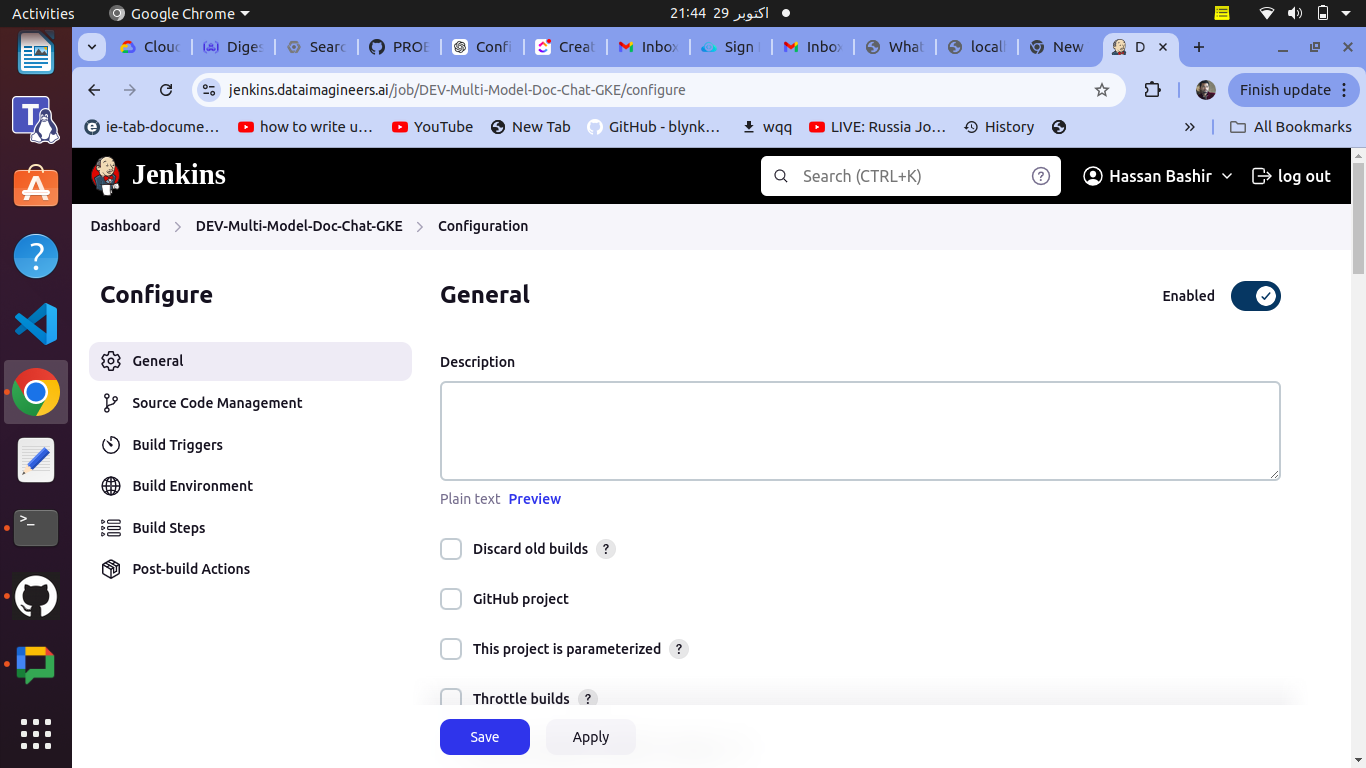 Activities Google Chrome 21:44 29 اکتوبر
Clouc Diges Searc PROE Confi Creat Inbox Sign Inbox What locall New D
jenkins.dataimagineers.ai/job/DEV-Multi-Model-Doc-Chat-GKE/configure Finish update
ie-tab-docume… how to write u… YouTube New Tab GitHub - blynk… wqq LIVE: Russia Jo… History » All Bookmarks
Jenkins Search (CTRL+K) ? Hassan Bashir log out
Dashboard DEV-Multi-Model-Doc-Chat-GKE Configuration
Configure
General
Source Code Management
Build Triggers
Build Environment
Build Steps
Post-build Actions
General Enabled
Description
Plain text Preview
Discard old builds ?
GitHub project
This project is parameterized ?
Throttle builds ?
Save Apply